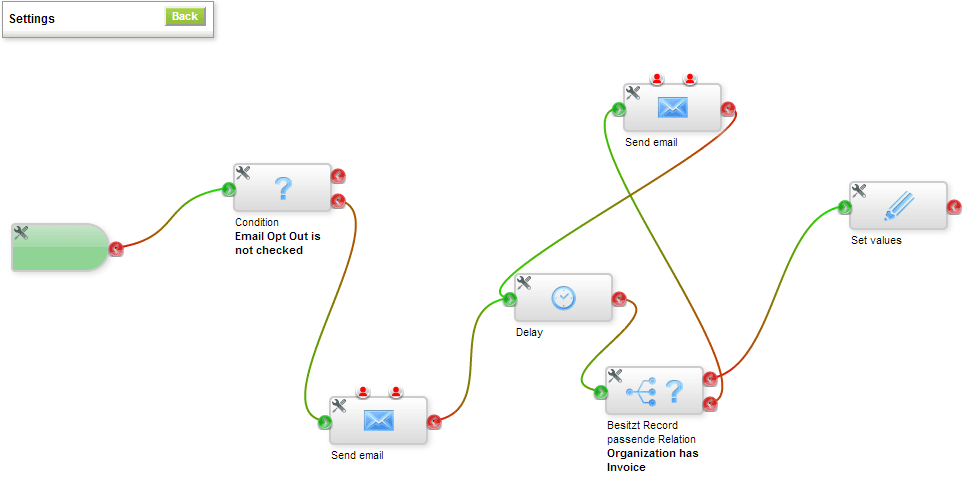 Settings
Back
Send email
Condition
Email Opt Out is
not checked
Set values
Delay
Besitzt Record
passende Relation
Organization has
Invoice
Send email